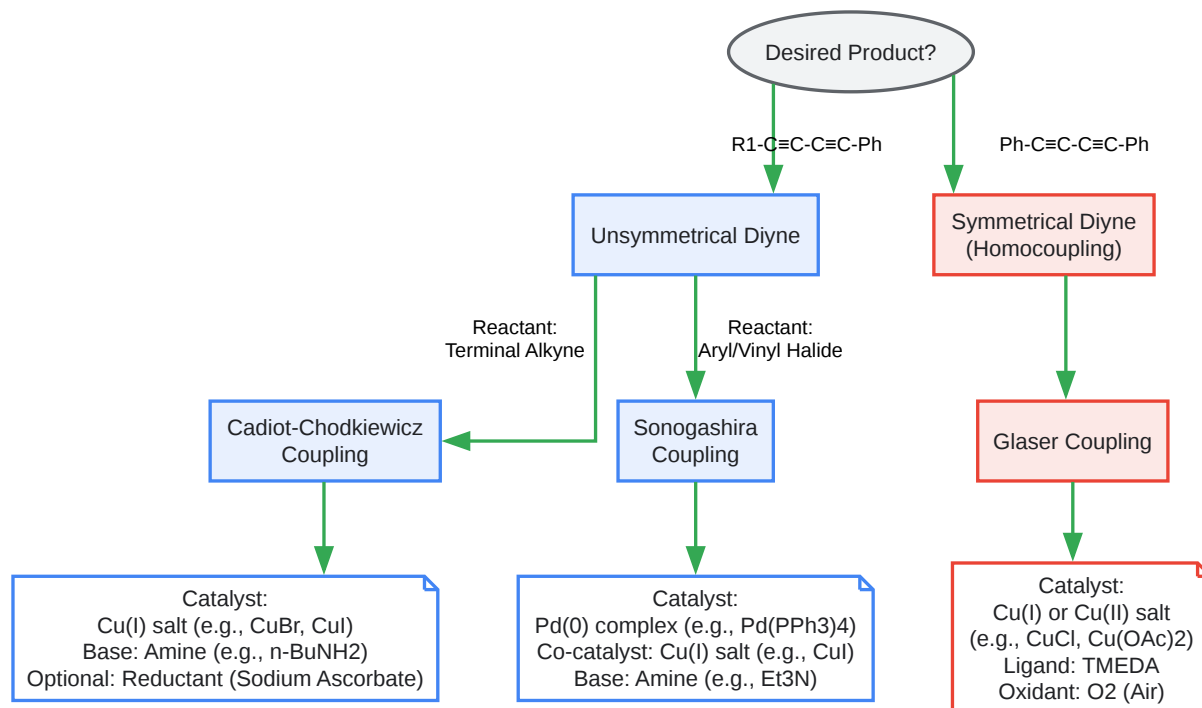 Desired Product?
R1-C≡C-C≡C-Ph
Ph-C≡C-C≡C-Ph
Unsymmetrical Diyne
Symmetrical Diyne
(Homocoupling)
Reactant:
Terminal Alkyne
Reactant:
Aryl/Vinyl Halide
Cadiot-Chodkiewicz
Coupling
Sonogashira
Coupling
Glaser Coupling
Catalyst:
Cu(I) salt (e.g., CuBr, CuI)
Base: Amine (e.g., n-BuNH2)
Optional: Reductant (Sodium Ascorbate)
Catalyst:
Pd(0) complex (e.g., Pd(PPh3)4)
Co-catalyst: Cu(I) salt (e.g., CuI)
Base: Amine (e.g., Et3N)
Catalyst:
Cu(I) or Cu(II) salt
(e.g., CuCl, Cu(OAc)2)
Ligand: TMEDA
Oxidant: O2 (Air)